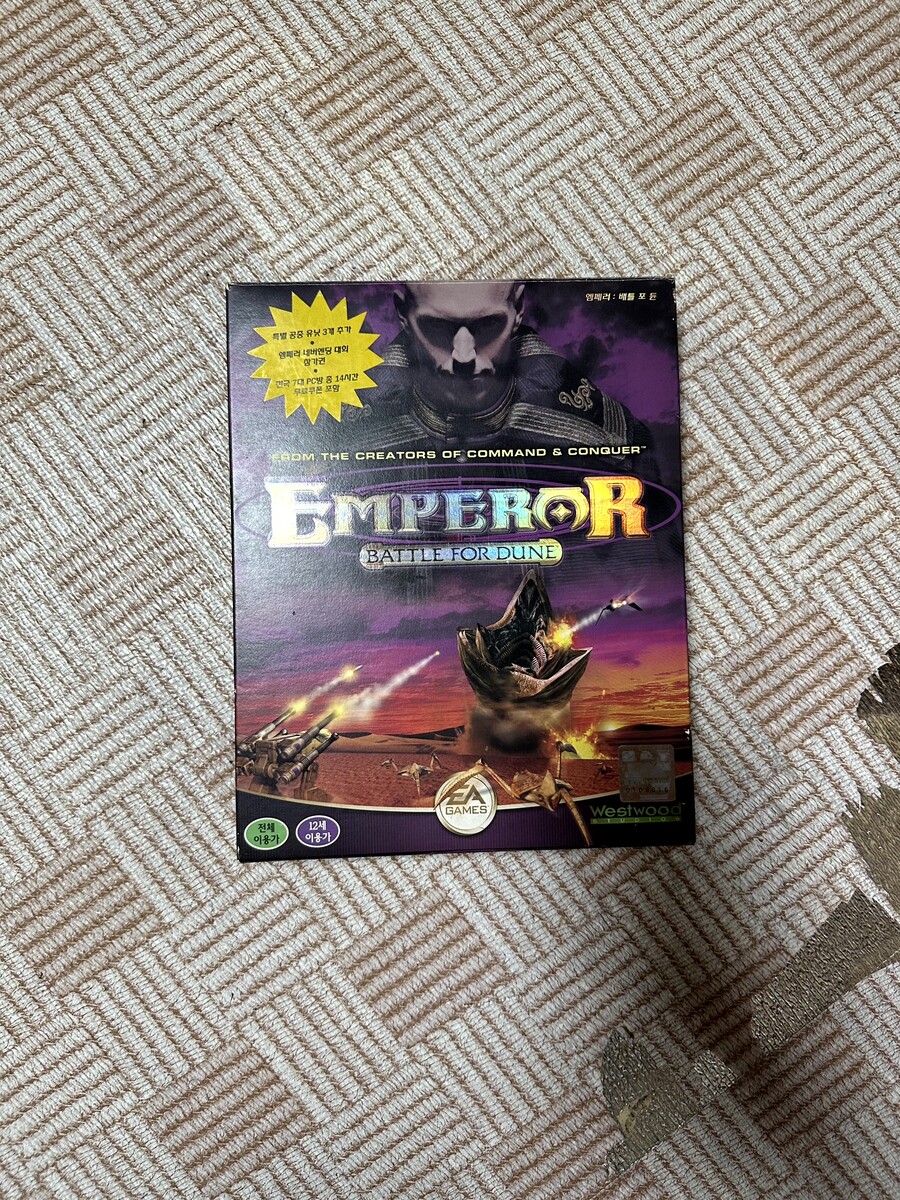 엠페러 : 배틀 포 듄
특별 공중 유닛 3개 추가
엠페러 네버엔딩 대회
참가권
전국 7대 PC방 중 14시간
무료쿠폰 포함
FROM THE CREATORS OF COMMAND & CONQUER™
EMPEROR
BATTLE FOR DUNE
EA
GAMES
Westwood™
STUDIOS
전체
이용가
12세
이용가